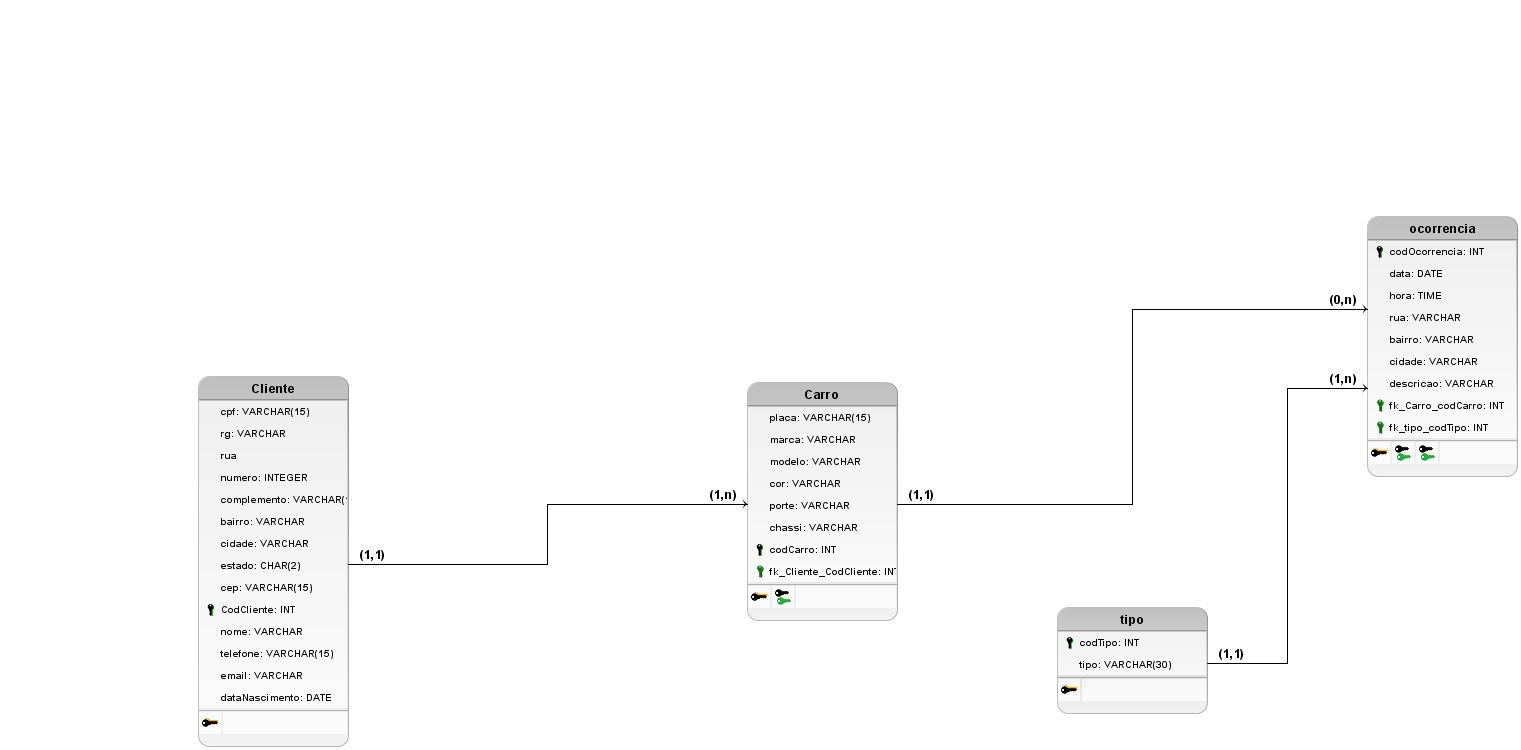 Cliente
cpf: VARCHAR(15)
rg: VARCHAR
rua
numero: INTEGER
complemento: VARCHAR(
bairro: VARCHAR
cidade: VARCHAR
estado: CHAR(2)
cep: VARCHAR(15)
CodCliente: INT
nome: VARCHAR
telefone: VARCHAR(15)
email: VARCHAR
dataNascimento: DATE
(1,1)
(1,n)
Carro
placa: VARCHAR(15)
marca: VARCHAR
modelo: VARCHAR
cor: VARCHAR
porte: VARCHAR
chassi: VARCHAR
codCarro: INT
fk_Cliente_CodCliente: INT
(1,1)
(0,n)
ocorrencia
codOcorrencia: INT
data: DATE
hora: TIME
rua: VARCHAR
bairro: VARCHAR
cidade: VARCHAR
descricao: VARCHAR
fk_Carro_codCarro: INT
fk_tipo_codTipo: INT
(1,n)
tipo
codTipo: INT
tipo: VARCHAR(30)
(1,1)